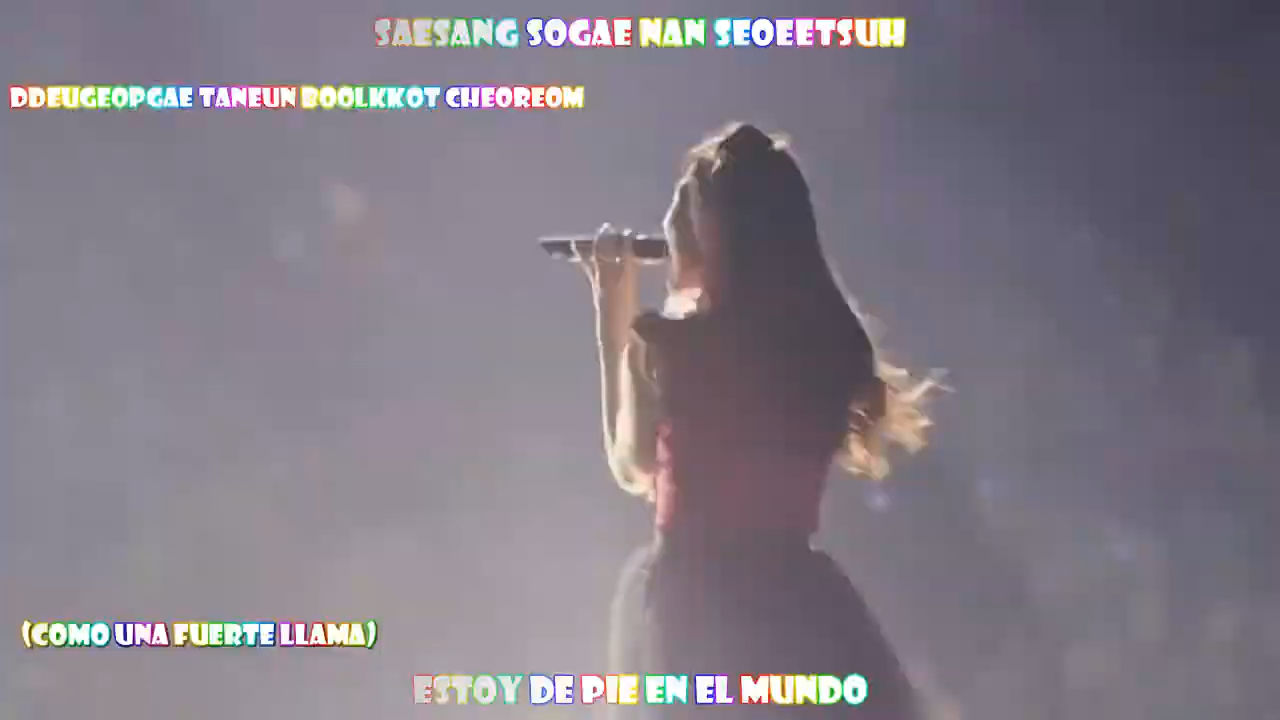 SAESANG SOGAE NAN SEOEETSUH
DDEUGEOPGAE TANEUN BOOLKKOT CHEOREOM
(COMO UNA FUERTE LLAMA)
ESTOY DE PIE EN EL MUNDO